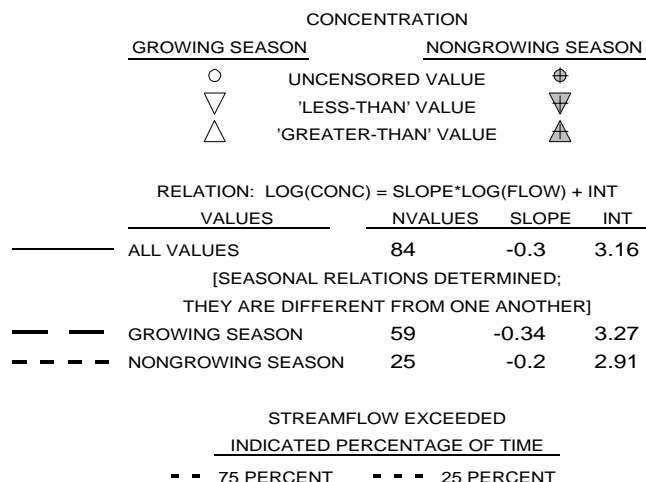 CONCENTRATION
GROWING SEASON NONGROWING SEASON
UNCENSORED VALUE
'LESS-THAN' VALUE
'GREATER-THAN' VALUE
RELATION: LOG(CONC) = SLOPE*LOG(FLOW) + INT
VALUES NVALUES SLOPE INT
ALL VALUES 84 -0.3 3.16
[SEASONAL RELATIONS DETERMINED;
THEY ARE DIFFERENT FROM ONE ANOTHER]
GROWING SEASON 59 -0.34 3.27
NONGROWING SEASON 25 -0.2 2.91
STREAMFLOW EXCEEDED
INDICATED PERCENTAGE OF TIME
75 PERCENT 25 PERCENT